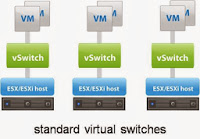 VM VM VM
vSwitch vSwitch vSwitch
ESX/ESXi host ESX/ESXi host ESX/ESXi host
standard virtual switches